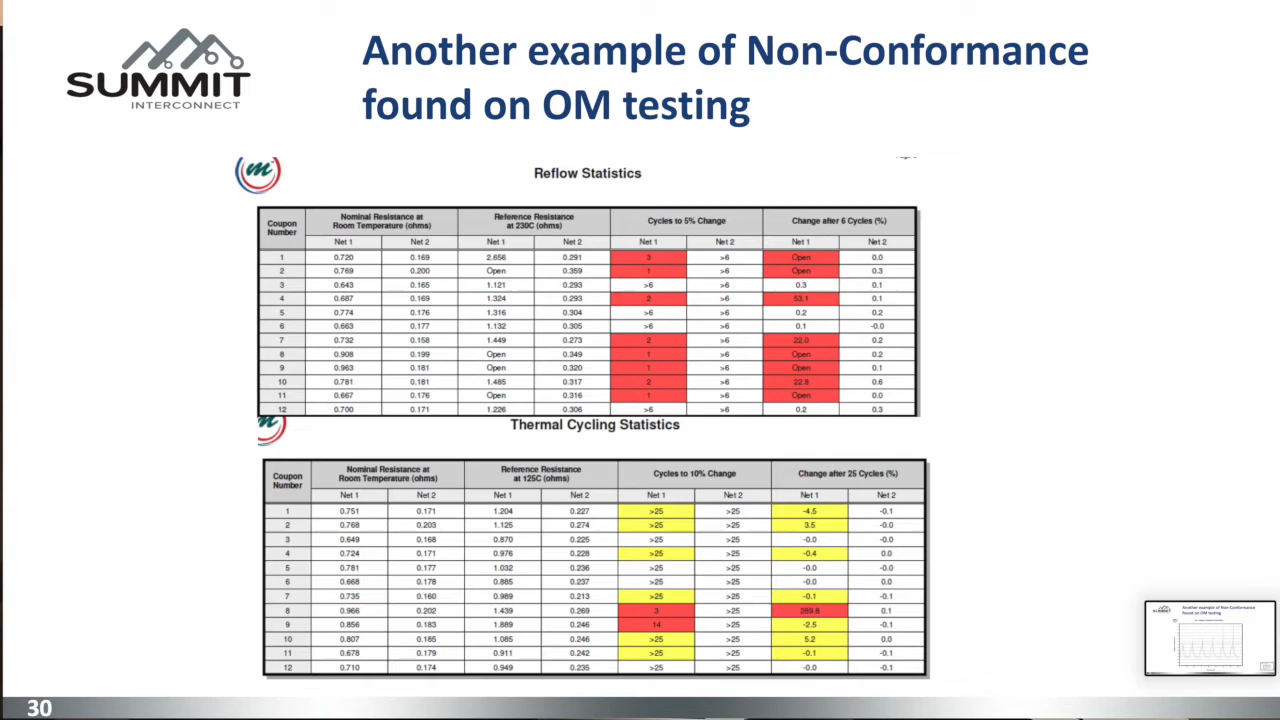 SUMMIT
INTERCONNECT
Another example of Non-Conformance
found on OM testing
m
Reflow Statistics
Coupon Number | Nominal Resistance at Room Temperature (ohms) | Reference Resistance at 230C (ohms) | Cycles to 5% Change | Change after 6 Cycles (%)
Net 1 | Net 2 | Net 1 | Net 2 | Net 1 | Net 2 | Net 1 | Net 2
1 | 0.720 | 0.169 | 2.656 | 0.291 | 3 | >6 | Open | 0.0
2 | 0.769 | 0.200 | Open | 0.359 | 1 | >6 | Open | 0.3
3 | 0.643 | 0.165 | 1.121 | 0.293 | >6 | >6 | 0.3 | 0.1
4 | 0.687 | 0.169 | 1.324 | 0.293 | 2 | >6 | 53.1 | 0.1
5 | 0.774 | 0.176 | 1.316 | 0.304 | >6 | >6 | 0.2 | 0.2
6 | 0.663 | 0.177 | 1.132 | 0.305 | >6 | >6 | 0.1 | -0.0
7 | 0.732 | 0.158 | 1.449 | 0.273 | 2 | >6 | 22.0 | 0.2
8 | 0.908 | 0.199 | Open | 0.349 | 1 | >6 | Open | 0.2
9 | 0.963 | 0.181 | Open | 0.320 | 1 | >6 | Open | 0.1
10 | 0.781 | 0.181 | 1.485 | 0.317 | 2 | >6 | 22.8 | 0.6
11 | 0.667 | 0.176 | Open | 0.316 | 1 | >6 | Open | 0.0
12 | 0.700 | 0.171 | 1.226 | 0.306 | >6 | >6 | 0.2 | 0.3
m
Thermal Cycling Statistics
Coupon Number | Nominal Resistance at Room Temperature (ohms) | Reference Resistance at 125C (ohms) | Cycles to 10% Change | Change after 25 Cycles (%)
Net 1 | Net 2 | Net 1 | Net 2 | Net 1 | Net 2 | Net 1 | Net 2
1 | 0.751 | 0.171 | 1.204 | 0.227 | >25 | >25 | -4.5 | -0.1
2 | 0.768 | 0.203 | 1.125 | 0.274 | >25 | >25 | 3.5 | -0.0
3 | 0.649 | 0.168 | 0.870 | 0.225 | >25 | >25 | -0.0 | -0.0
4 | 0.724 | 0.171 | 0.976 | 0.228 | >25 | >25 | -0.4 | 0.0
5 | 0.781 | 0.177 | 1.032 | 0.236 | >25 | >25 | -0.0 | -0.0
6 | 0.668 | 0.178 | 0.885 | 0.237 | >25 | >25 | -0.0 | 0.0
7 | 0.735 | 0.160 | 0.989 | 0.213 | >25 | >25 | -0.1 | -0.1
8 | 0.966 | 0.202 | 1.439 | 0.269 | 3 | >25 | 289.8 | 0.1
9 | 0.856 | 0.183 | 1.889 | 0.246 | 14 | >25 | -2.5 | -0.1
10 | 0.807 | 0.185 | 1.085 | 0.246 | >25 | >25 | 5.2 | 0.0
11 | 0.678 | 0.179 | 0.911 | 0.242 | >25 | >25 | -0.1 | -0.1
12 | 0.710 | 0.174 | 0.949 | 0.235 | >25 | >25 | -0.0 | -0.1
SUMMIT
Another example of Non-Conformance
found on OM testing
30